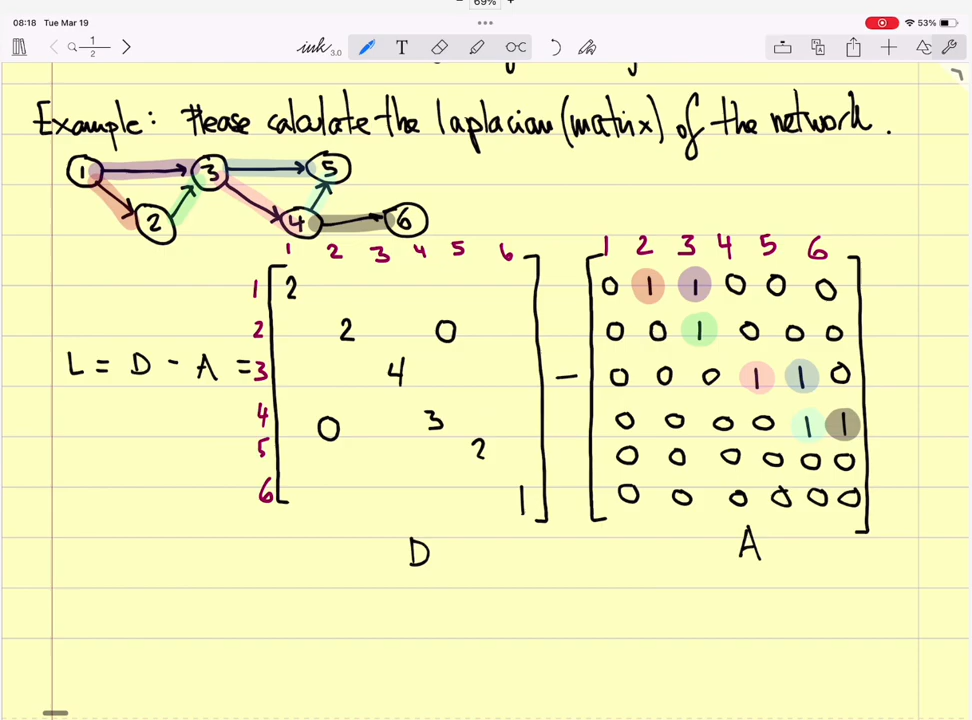 69%
08:18 Tue Mar 19
53%
1
2
ink 3.0
T
Example: Please calculate the laplacian (matrix) of the network.
1 3 5
2 4 6
1 2 3 4 5 6
1 2 3 4 5 6
1 2
0 1 1 0 0 0
2 2 0
0 0 1 0 0 0
L = D - A = 3 4 -
0 0 0 1 1 0
4 0 3
0 0 0 0 1 1
5 2
0 0 0 0 0 0
6 1
0 0 0 0 0 0
D
A